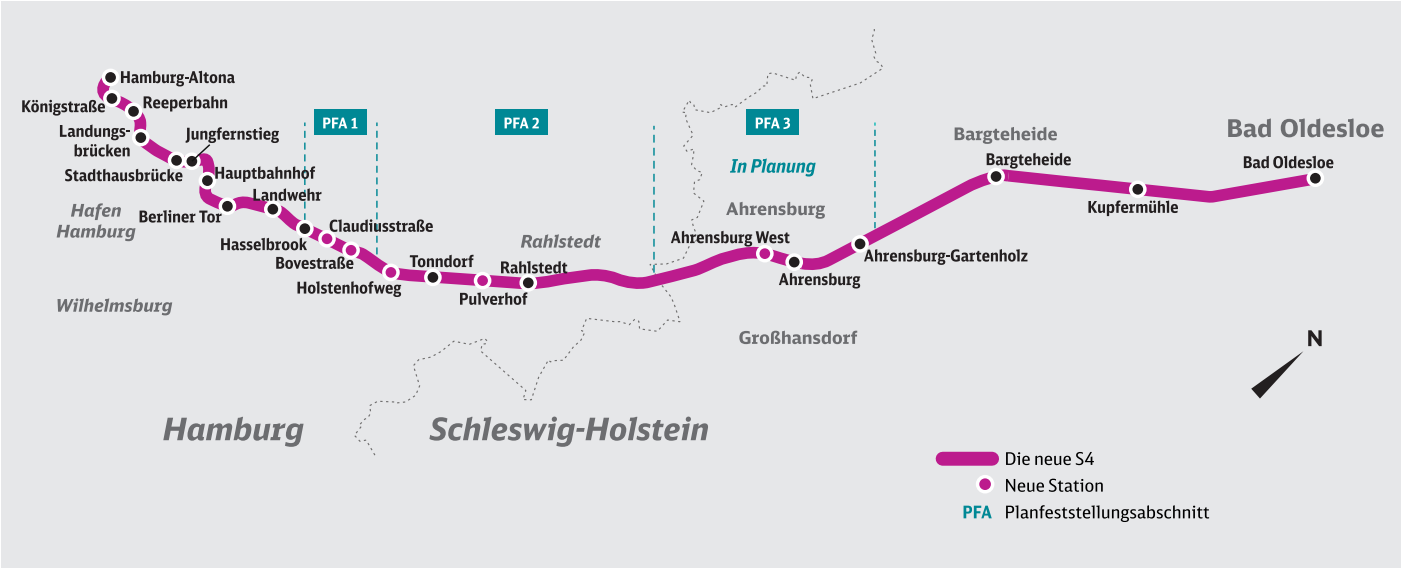 Hamburg-Altona
Königstraße
Reeperbahn
Landungs-
brücken
Jungfernstieg
Stadthausbrücke
Hauptbahnhof
Berliner Tor
Landwehr
Hafen
Hamburg
Wilhelmsburg
PFA 1
Hasselbrook
Claudiusstraße
Bovestraße
Holstenhofweg
PFA 2
Tonndorf
Pulverhof
Rahlstedt
Rahlstedt
PFA 3
In Planung
Ahrensburg
Ahrensburg West
Ahrensburg
Ahrensburg-Gartenholz
Großhansdorf
Bargteheide
Bargteheide
Kupfermühle
Bad Oldesloe
Bad Oldesloe
N
Hamburg
Schleswig-Holstein
Die neue S4
Neue Station
PFA Planfeststellungsabschnitt